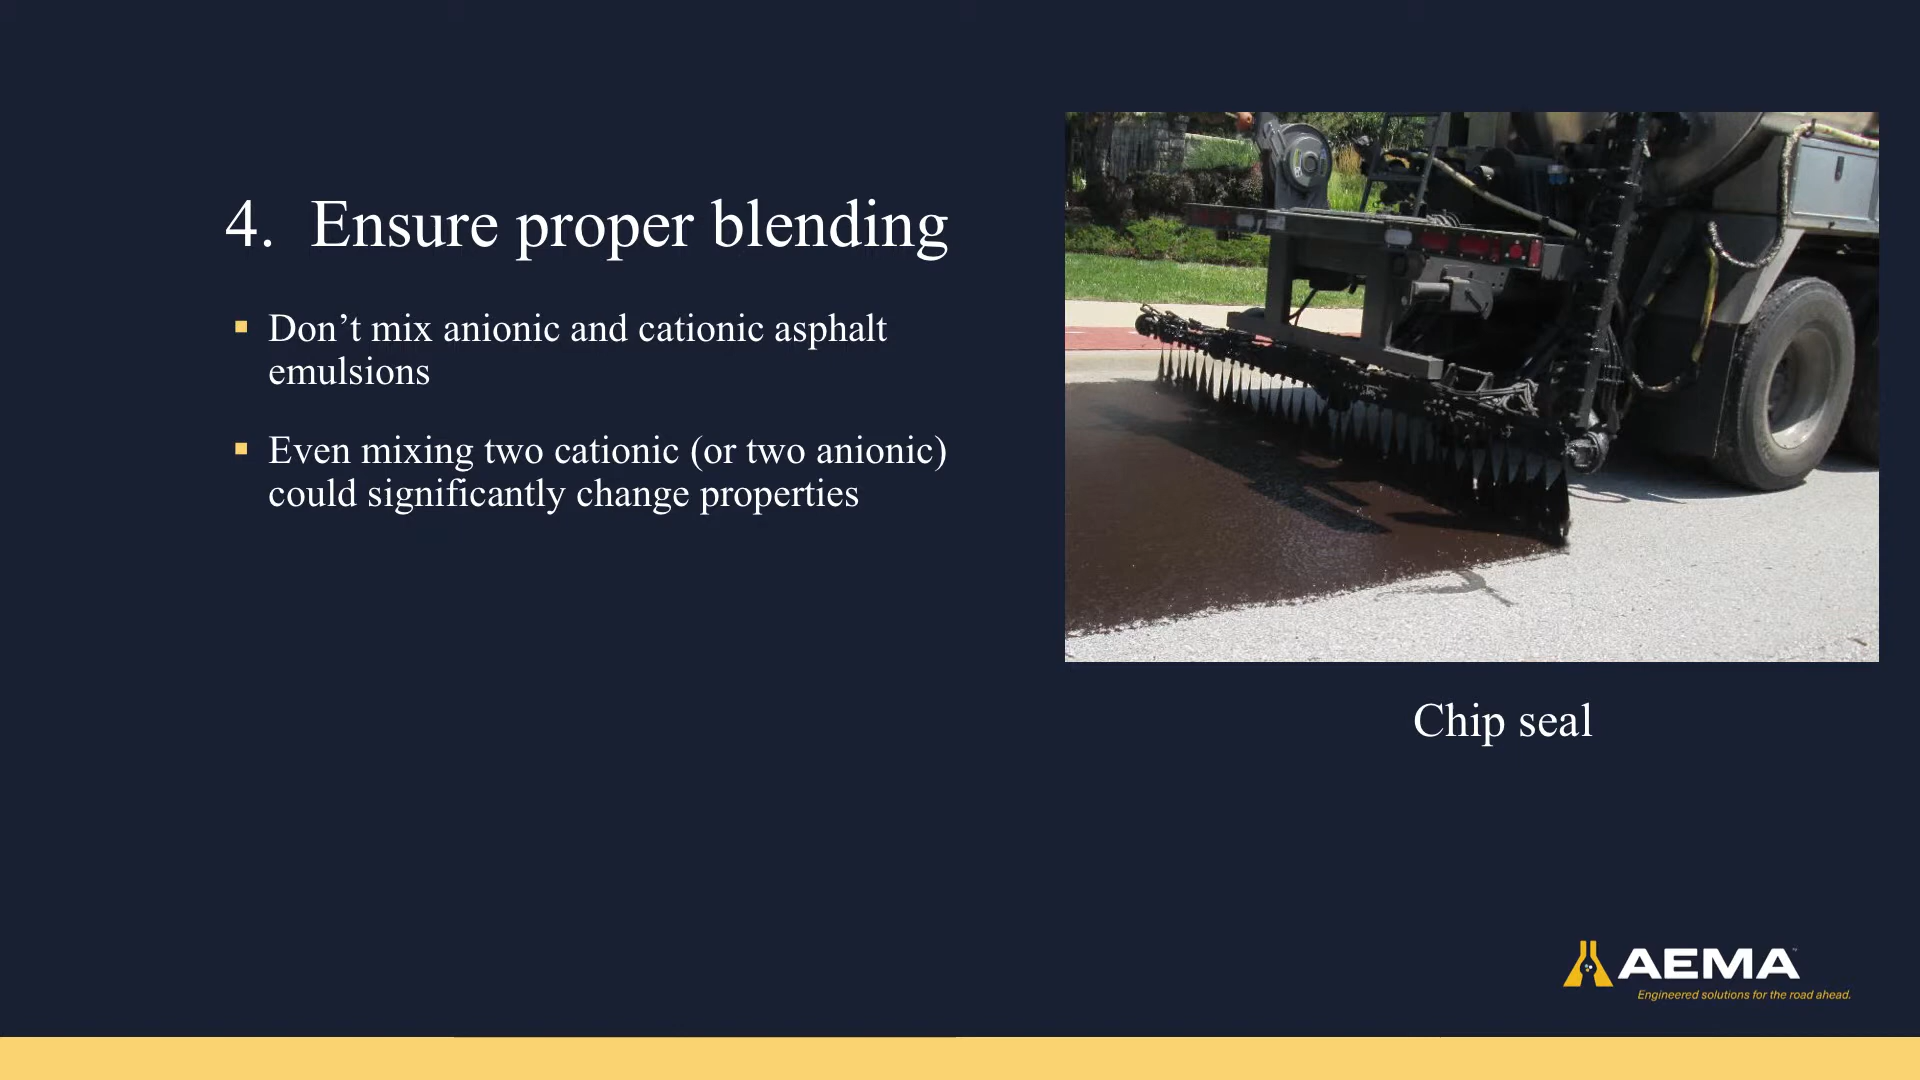 4. Ensure proper blending
Don’t mix anionic and cationic asphalt
emulsions
Even mixing two cationic (or two anionic)
could significantly change properties
Chip seal
AEMA™
Engineered solutions for the road ahead.